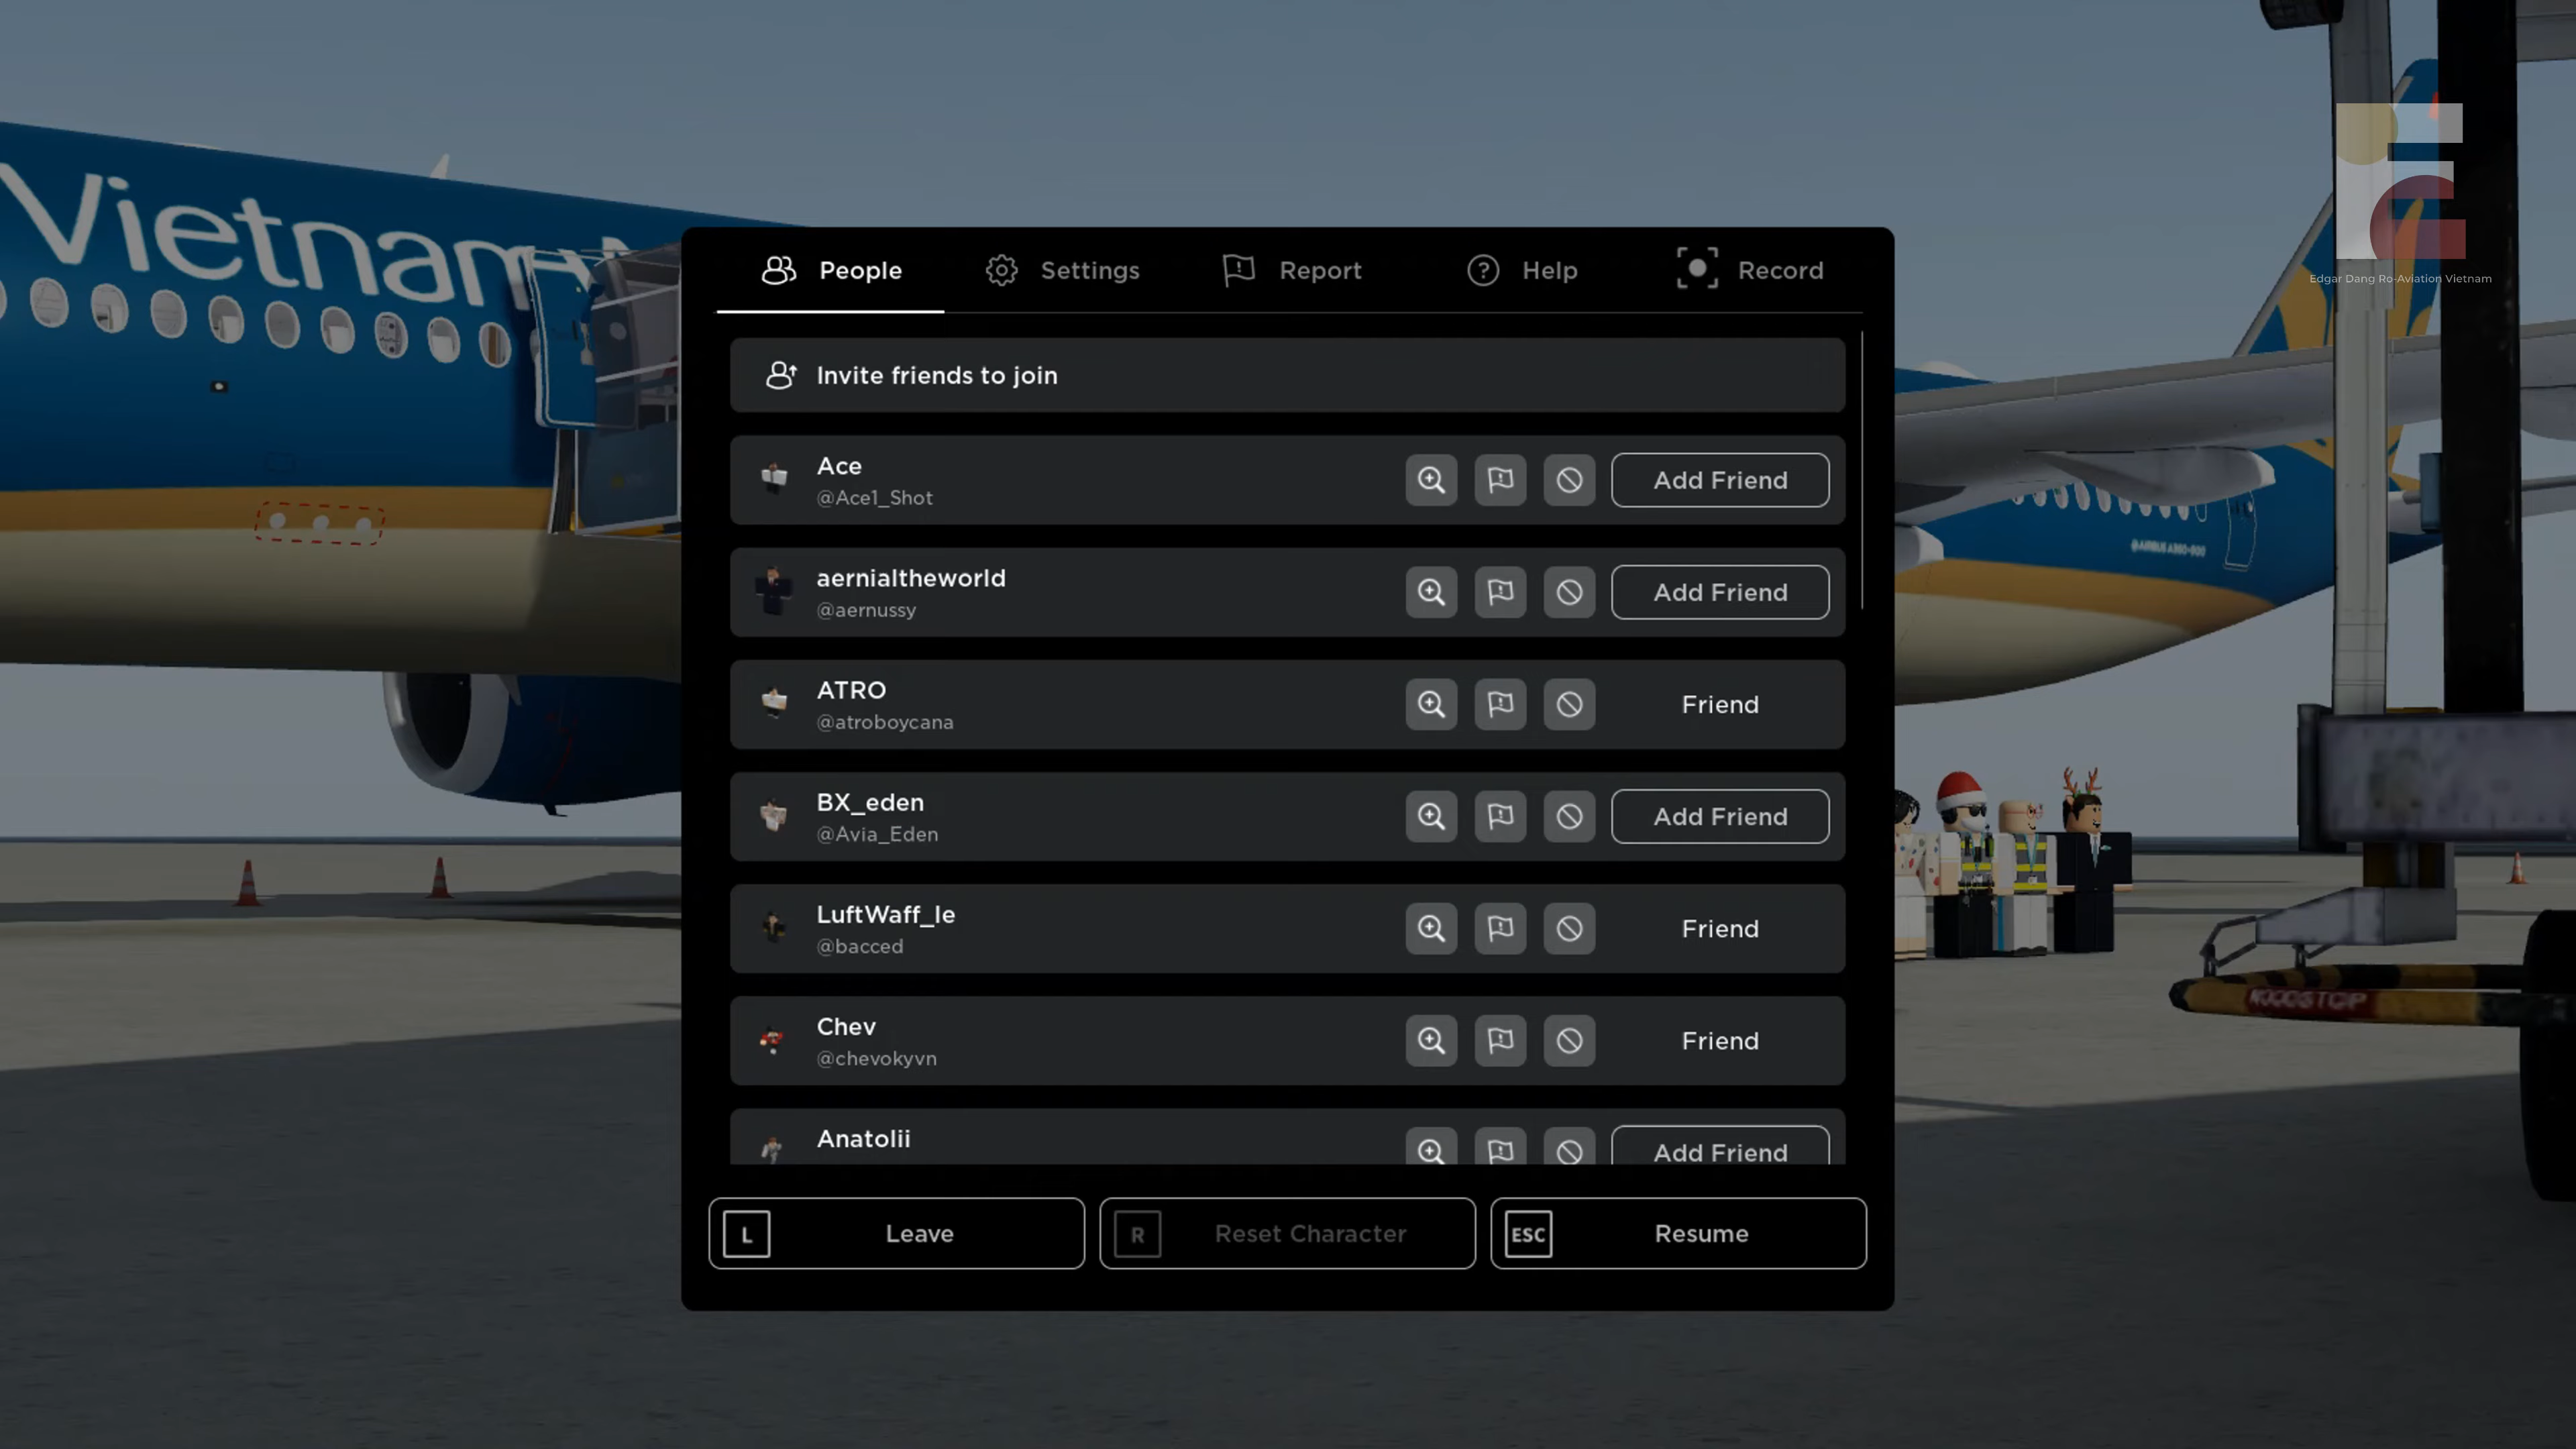 Vietnam
Edgar Dang Ro-Aviation Vietnam
People
Settings
Report
Help
Record
Invite friends to join
Ace
@Ace1_Shot
Add Friend
aernialtheworld
@aernussy
Add Friend
ATRO
@atroboycana
Friend
BX_eden
@Avia_Eden
Add Friend
LuftWaff_le
@bacced
Friend
Chev
@chevokyvn
Friend
Anatolii
Add Friend
L
Leave
R
Reset Character
ESC
Resume